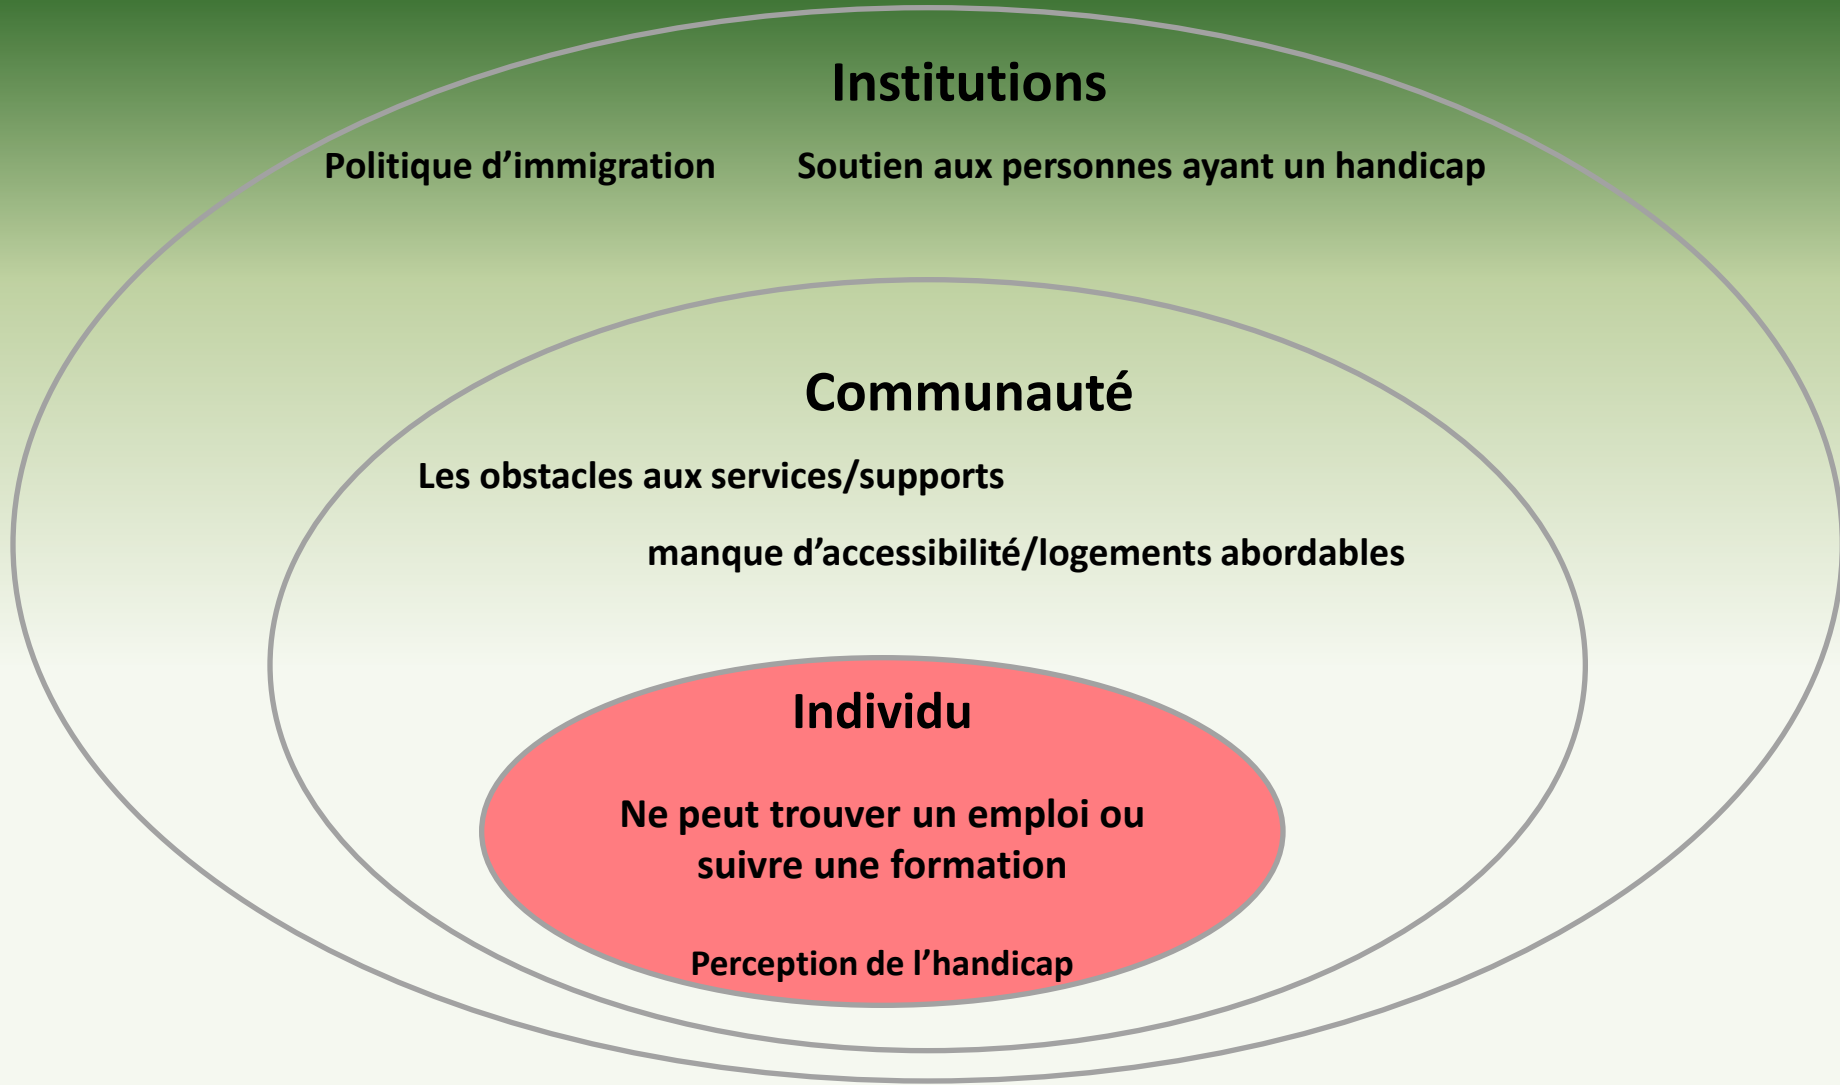 Institutions
Politique d’immigration Soutien aux personnes ayant un handicap
Communauté
Les obstacles aux services/supports
manque d’accessibilité/logements abordables
Individu
Ne peut trouver un emploi ou
suivre une formation
Perception de l’handicap